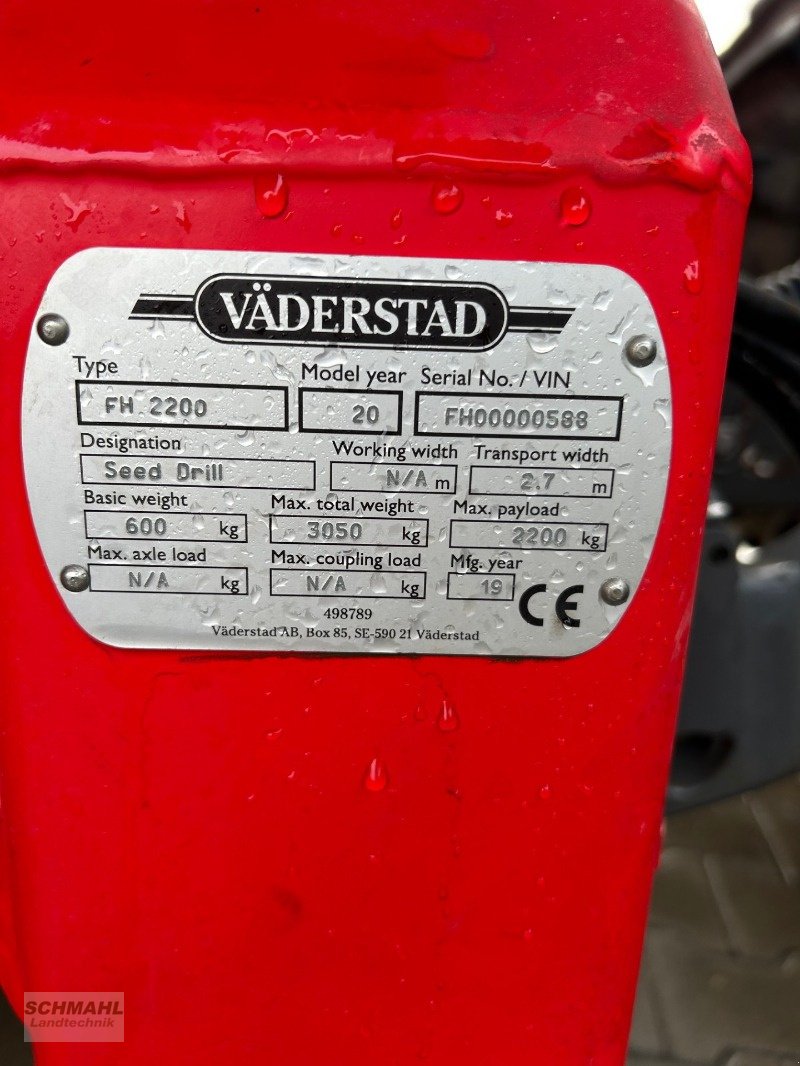 VÄDERSTAD
Type Model year Serial No. / VIN
FH 2200 20 FH00000588
Designation Working width Transport width
Seed Drill N/A m 2.7 m
Basic weight Max. total weight Max. payload
600 kg 3050 kg 2200 kg
Max. axle load Max. coupling load Mfg. year
N/A kg N/A kg 19 CE
498789
Väderstad AB, Box 85, SE-590 21 Väderstad
SCHMAHL
Landtechnik